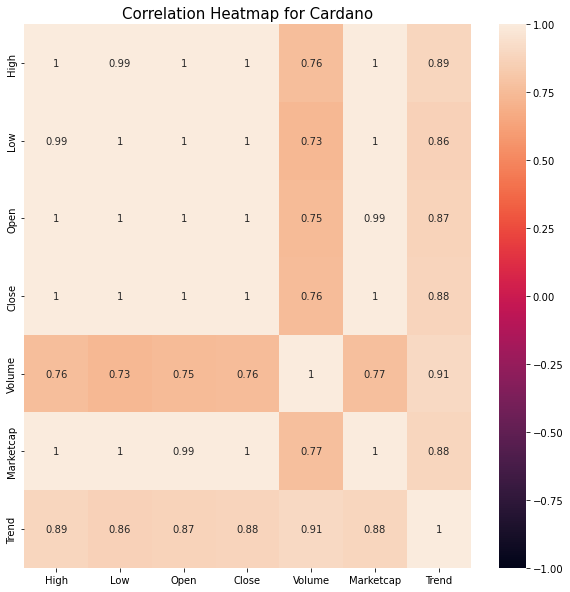 Correlation Heatmap for Cardano
High 1 0.99 1 1 0.76 1 0.89 1.00
0.75
Low 0.99 1 1 1 0.73 1 0.86
0.50
Open 1 1 1 1 0.75 0.99 0.87
0.25
Close 1 1 1 1 0.76 1 0.88 0.00
−0.25
Volume 0.76 0.73 0.75 0.76 1 0.77 0.91
−0.50
Marketcap 1 1 0.99 1 0.77 1 0.88
−0.75
Trend 0.89 0.86 0.87 0.88 0.91 0.88 1
−1.00
High Low Open Close Volume Marketcap Trend